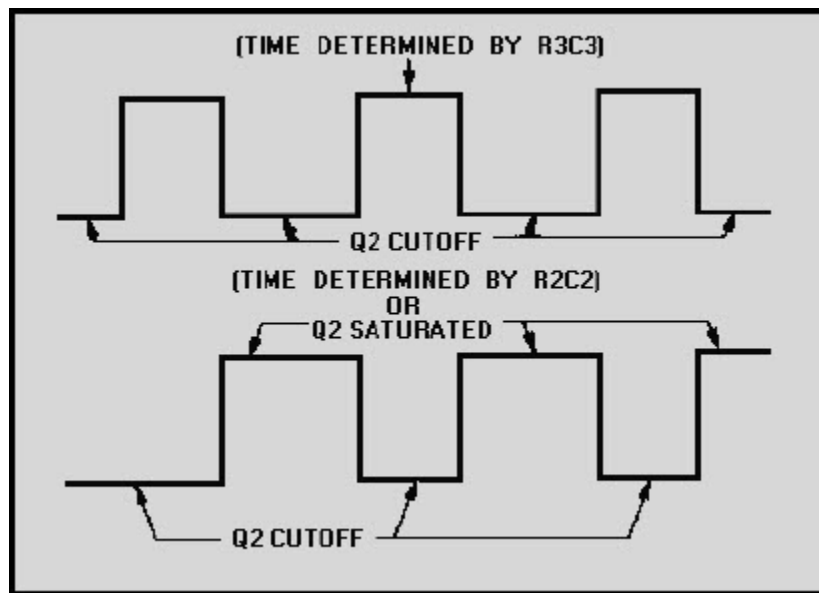 (TIME DETERMINED BY R3C3)
Q2 CUTOFF
(TIME DETERMINED BY R2C2)
OR
Q2 SATURATED
Q2 CUTOFF